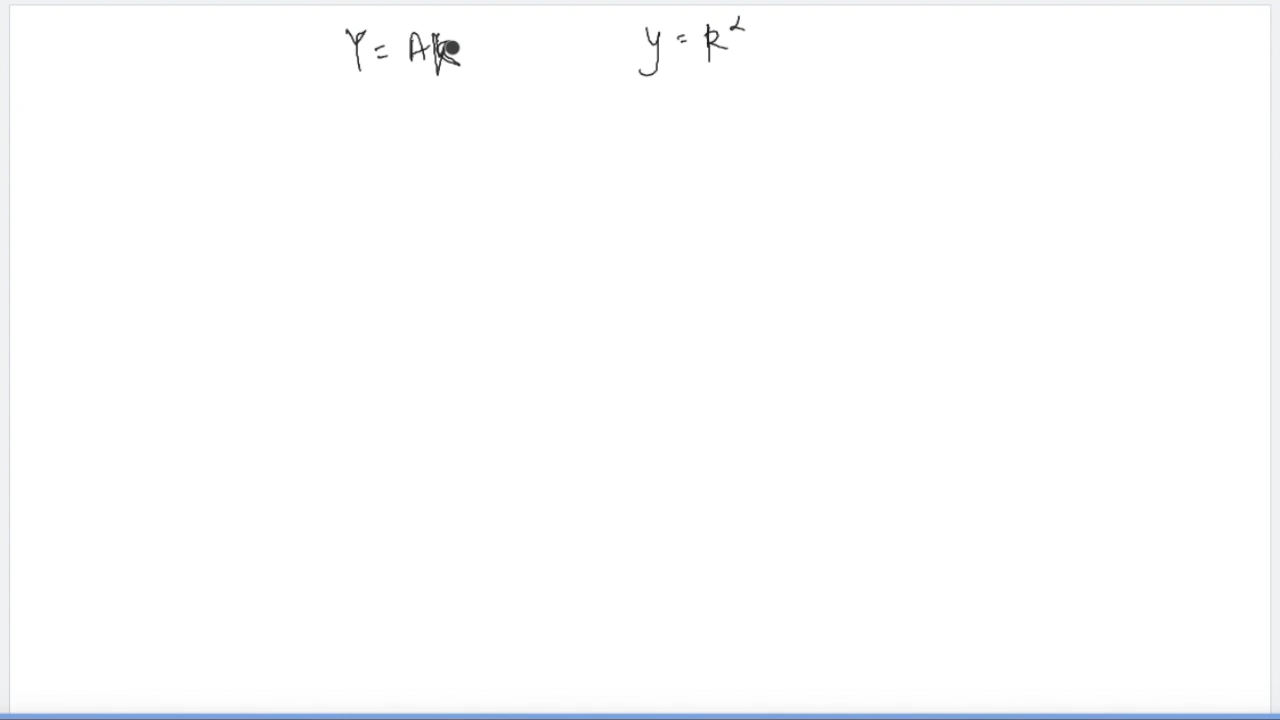 Y = AK y = k^α